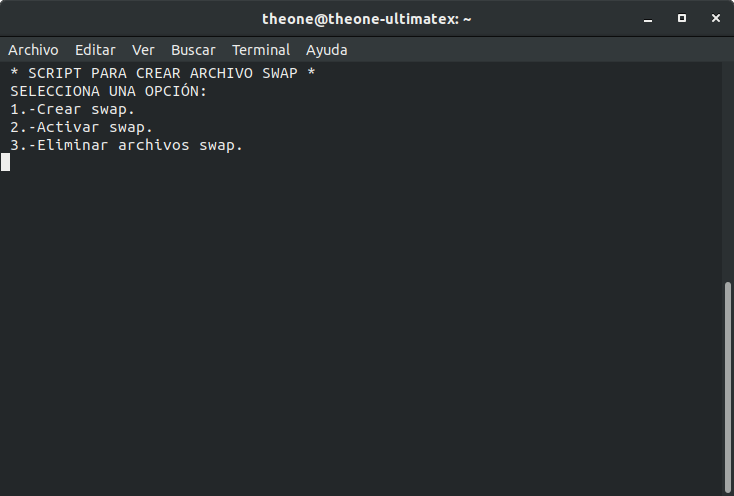 theone@theone-ultimatex: ~
Archivo Editar Ver Buscar Terminal Ayuda
* SCRIPT PARA CREAR ARCHIVO SWAP *
SELECCIONA UNA OPCIÓN:
1.-Crear swap.
2.-Activar swap.
3.-Eliminar archivos swap.